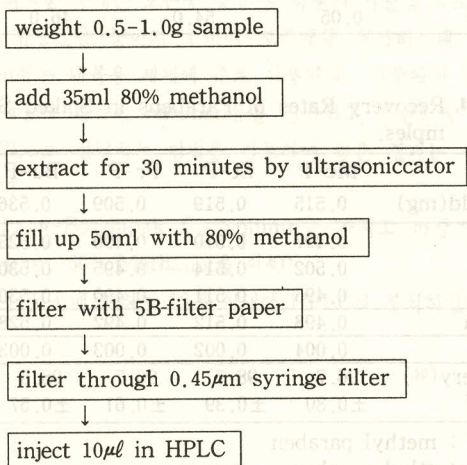 weight 0.5-1.0g sample
add 35ml 80% methanol
extract for 30 minutes by ultrasoniccator
fill up 50ml with 80% methanol
filter with 5B-filter paper
filter through 0.45μm syringe filter
inject 10μl in HPLC